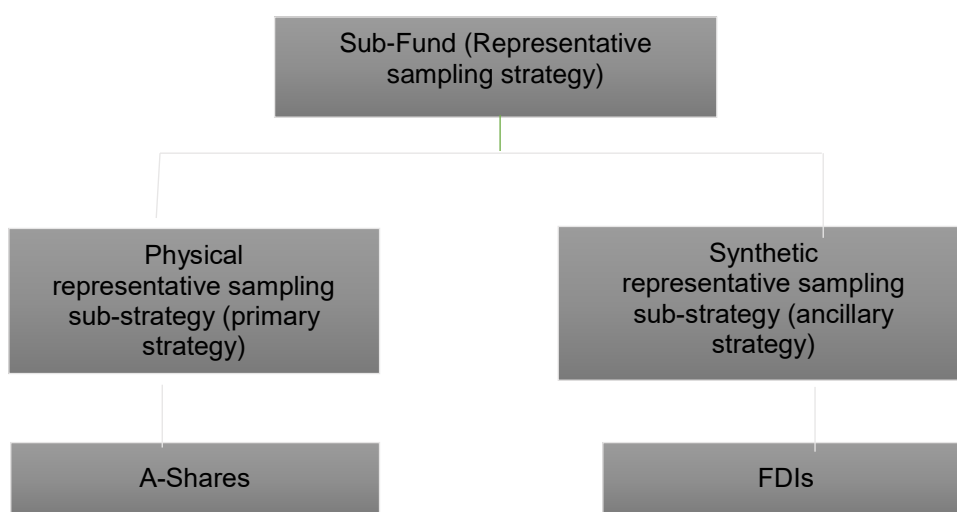 Sub-Fund (Representative
sampling strategy)
Physical
representative sampling
sub-strategy (primary
strategy)
Synthetic
representative sampling
sub-strategy (ancillary
strategy)
A-Shares
FDIs